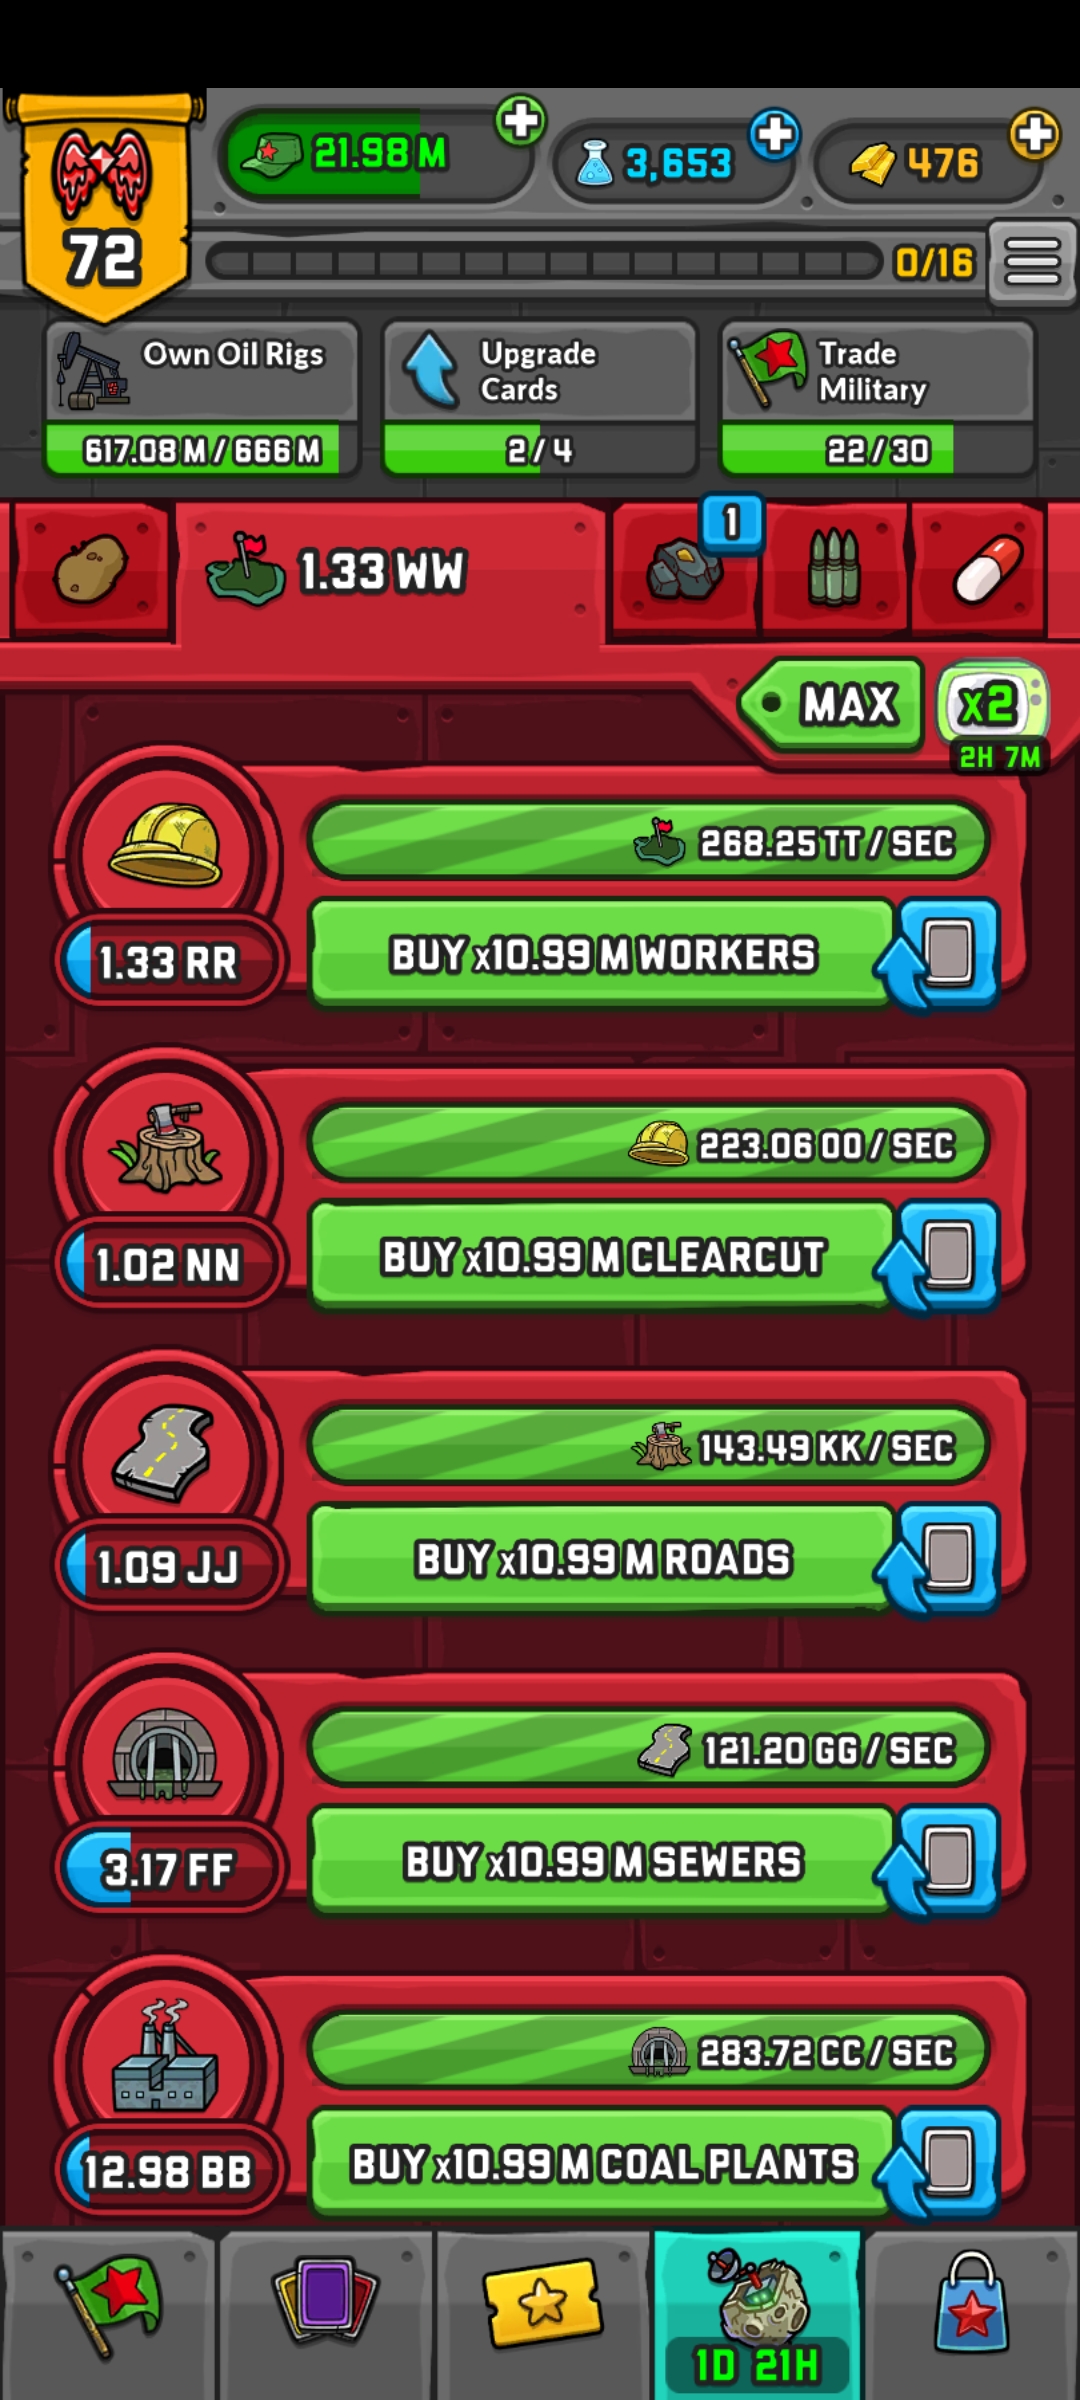 72
21.98 M
3,653
476
0/16
Own Oil Rigs
617.08 M / 666 M
Upgrade
Cards
2/4
Trade
Military
22/30
1.33 WW
1
MAX
x2
2H 7M
268.25 TT / SEC
1.33 RR
BUY x10.99 M WORKERS
223.06 OO / SEC
1.02 NN
BUY x10.99 M CLEARCUT
143.49 KK / SEC
1.09 JJ
BUY x10.99 M ROADS
121.20 GG / SEC
3.17 FF
BUY x10.99 M SEWERS
283.72 CC / SEC
12.98 BB
BUY x10.99 M COAL PLANTS
1D 21H